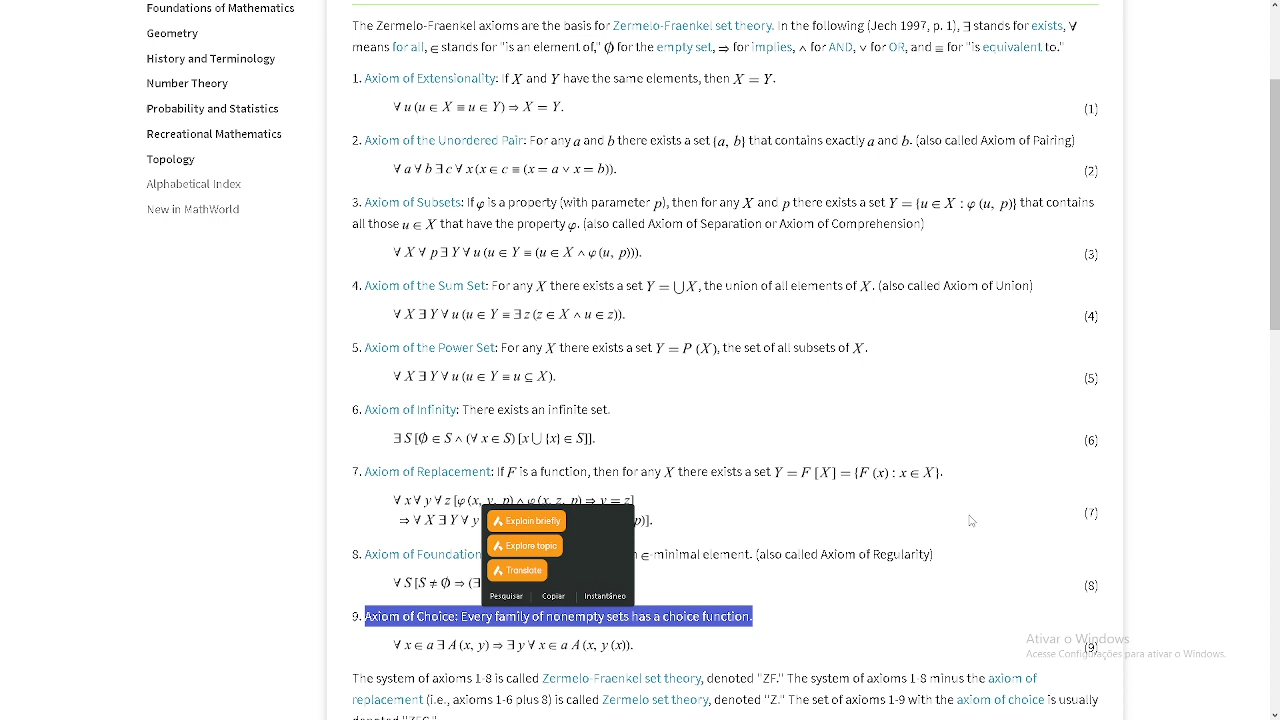 Foundations of Mathematics
Geometry
History and Terminology
Number Theory
Probability and Statistics
Recreational Mathematics
Topology
Alphabetical Index
New in MathWorld
The Zermelo-Fraenkel axioms are the basis for Zermelo-Fraenkel set theory. In the following (Jech 1997, p. 1), ∃ stands for exists, ∀
means for all, ∈ stands for "is an element of," ∅ for the empty set, ⇒ for implies, ∧ for AND, ∨ for OR, and ≡ for "is equivalent to."
1. Axiom of Extensionality: If X and Y have the same elements, then X = Y.
∀ u (u ∈ X ≡ u ∈ Y) ⇒ X = Y. (1)
2. Axiom of the Unordered Pair: For any a and b there exists a set {a, b} that contains exactly a and b. (also called Axiom of Pairing)
∀ a ∀ b ∃ c ∀ x (x ∈ c ≡ (x = a ∨ x = b)). (2)
3. Axiom of Subsets: If φ is a property (with parameter p), then for any X and p there exists a set Y = {u ∈ X : φ (u, p)} that contains
all those u ∈ X that have the property φ. (also called Axiom of Separation or Axiom of Comprehension)
∀ X ∀ p ∃ Y ∀ u (u ∈ Y ≡ (u ∈ X ∧ φ (u, p))). (3)
4. Axiom of the Sum Set: For any X there exists a set Y = ⋃ X, the union of all elements of X. (also called Axiom of Union)
∀ X ∃ Y ∀ u (u ∈ Y ≡ ∃ z (z ∈ X ∧ u ∈ z)). (4)
5. Axiom of the Power Set: For any X there exists a set Y = P (X), the set of all subsets of X.
∀ X ∃ Y ∀ u (u ∈ Y ≡ u ⊆ X). (5)
6. Axiom of Infinity: There exists an infinite set.
∃ S [∅ ∈ S ∧ (∀ x ∈ S) [x ⋃ {x} ∈ S]]. (6)
7. Axiom of Replacement: If F is a function, then for any X there exists a set Y = F [X] = {F (x) : x ∈ X}.
∀ x ∀ y ∀ z [φ (x, y, p) ∧ φ (x, z, p) ⇒ y = z]
⇒ ∀ X ∃ Y ∀ y p)]. (7)
Explain briefly
Explore topic
Translate
Pesquisar Copiar Instantâneo
8. Axiom of Foundation ∈-minimal element. (also called Axiom of Regularity)
∀ S [S ≠ ∅ ⇒ (∃ (8)
9. Axiom of Choice: Every family of nonempty sets has a choice function.
∀ x ∈ a ∃ A (x, y) ⇒ ∃ y ∀ x ∈ a A (x, y (x)). (9)
Ativar o Windows
Acesse Configurações para ativar o Windows.
The system of axioms 1-8 is called Zermelo-Fraenkel set theory, denoted "ZF." The system of axioms 1-8 minus the axiom of
replacement (i.e., axioms 1-6 plus 8) is called Zermelo set theory, denoted "Z." The set of axioms 1-9 with the axiom of choice is usually
denoted "ZFC."